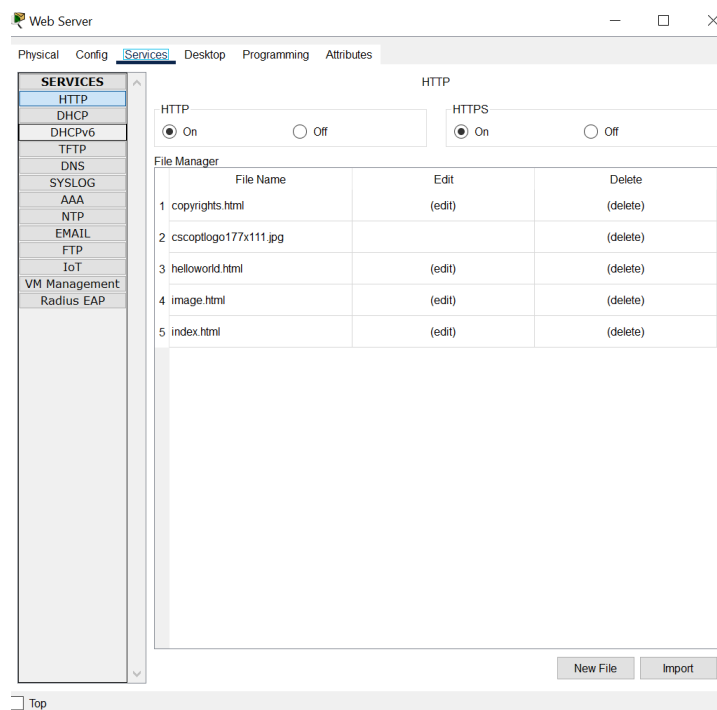 Web Server
Physical Config Services Desktop Programming Attributes
SERVICES
HTTP
DHCP
DHCPv6
TFTP
DNS
SYSLOG
AAA
NTP
EMAIL
FTP
IoT
VM Management
Radius EAP
HTTP
HTTP
On Off
HTTPS
On Off
File Manager
File Name Edit Delete
1 copyrights.html (edit) (delete)
2 cscoptlogo177x111.jpg (delete)
3 helloworld.html (edit) (delete)
4 image.html (edit) (delete)
5 index.html (edit) (delete)
New File Import
Top